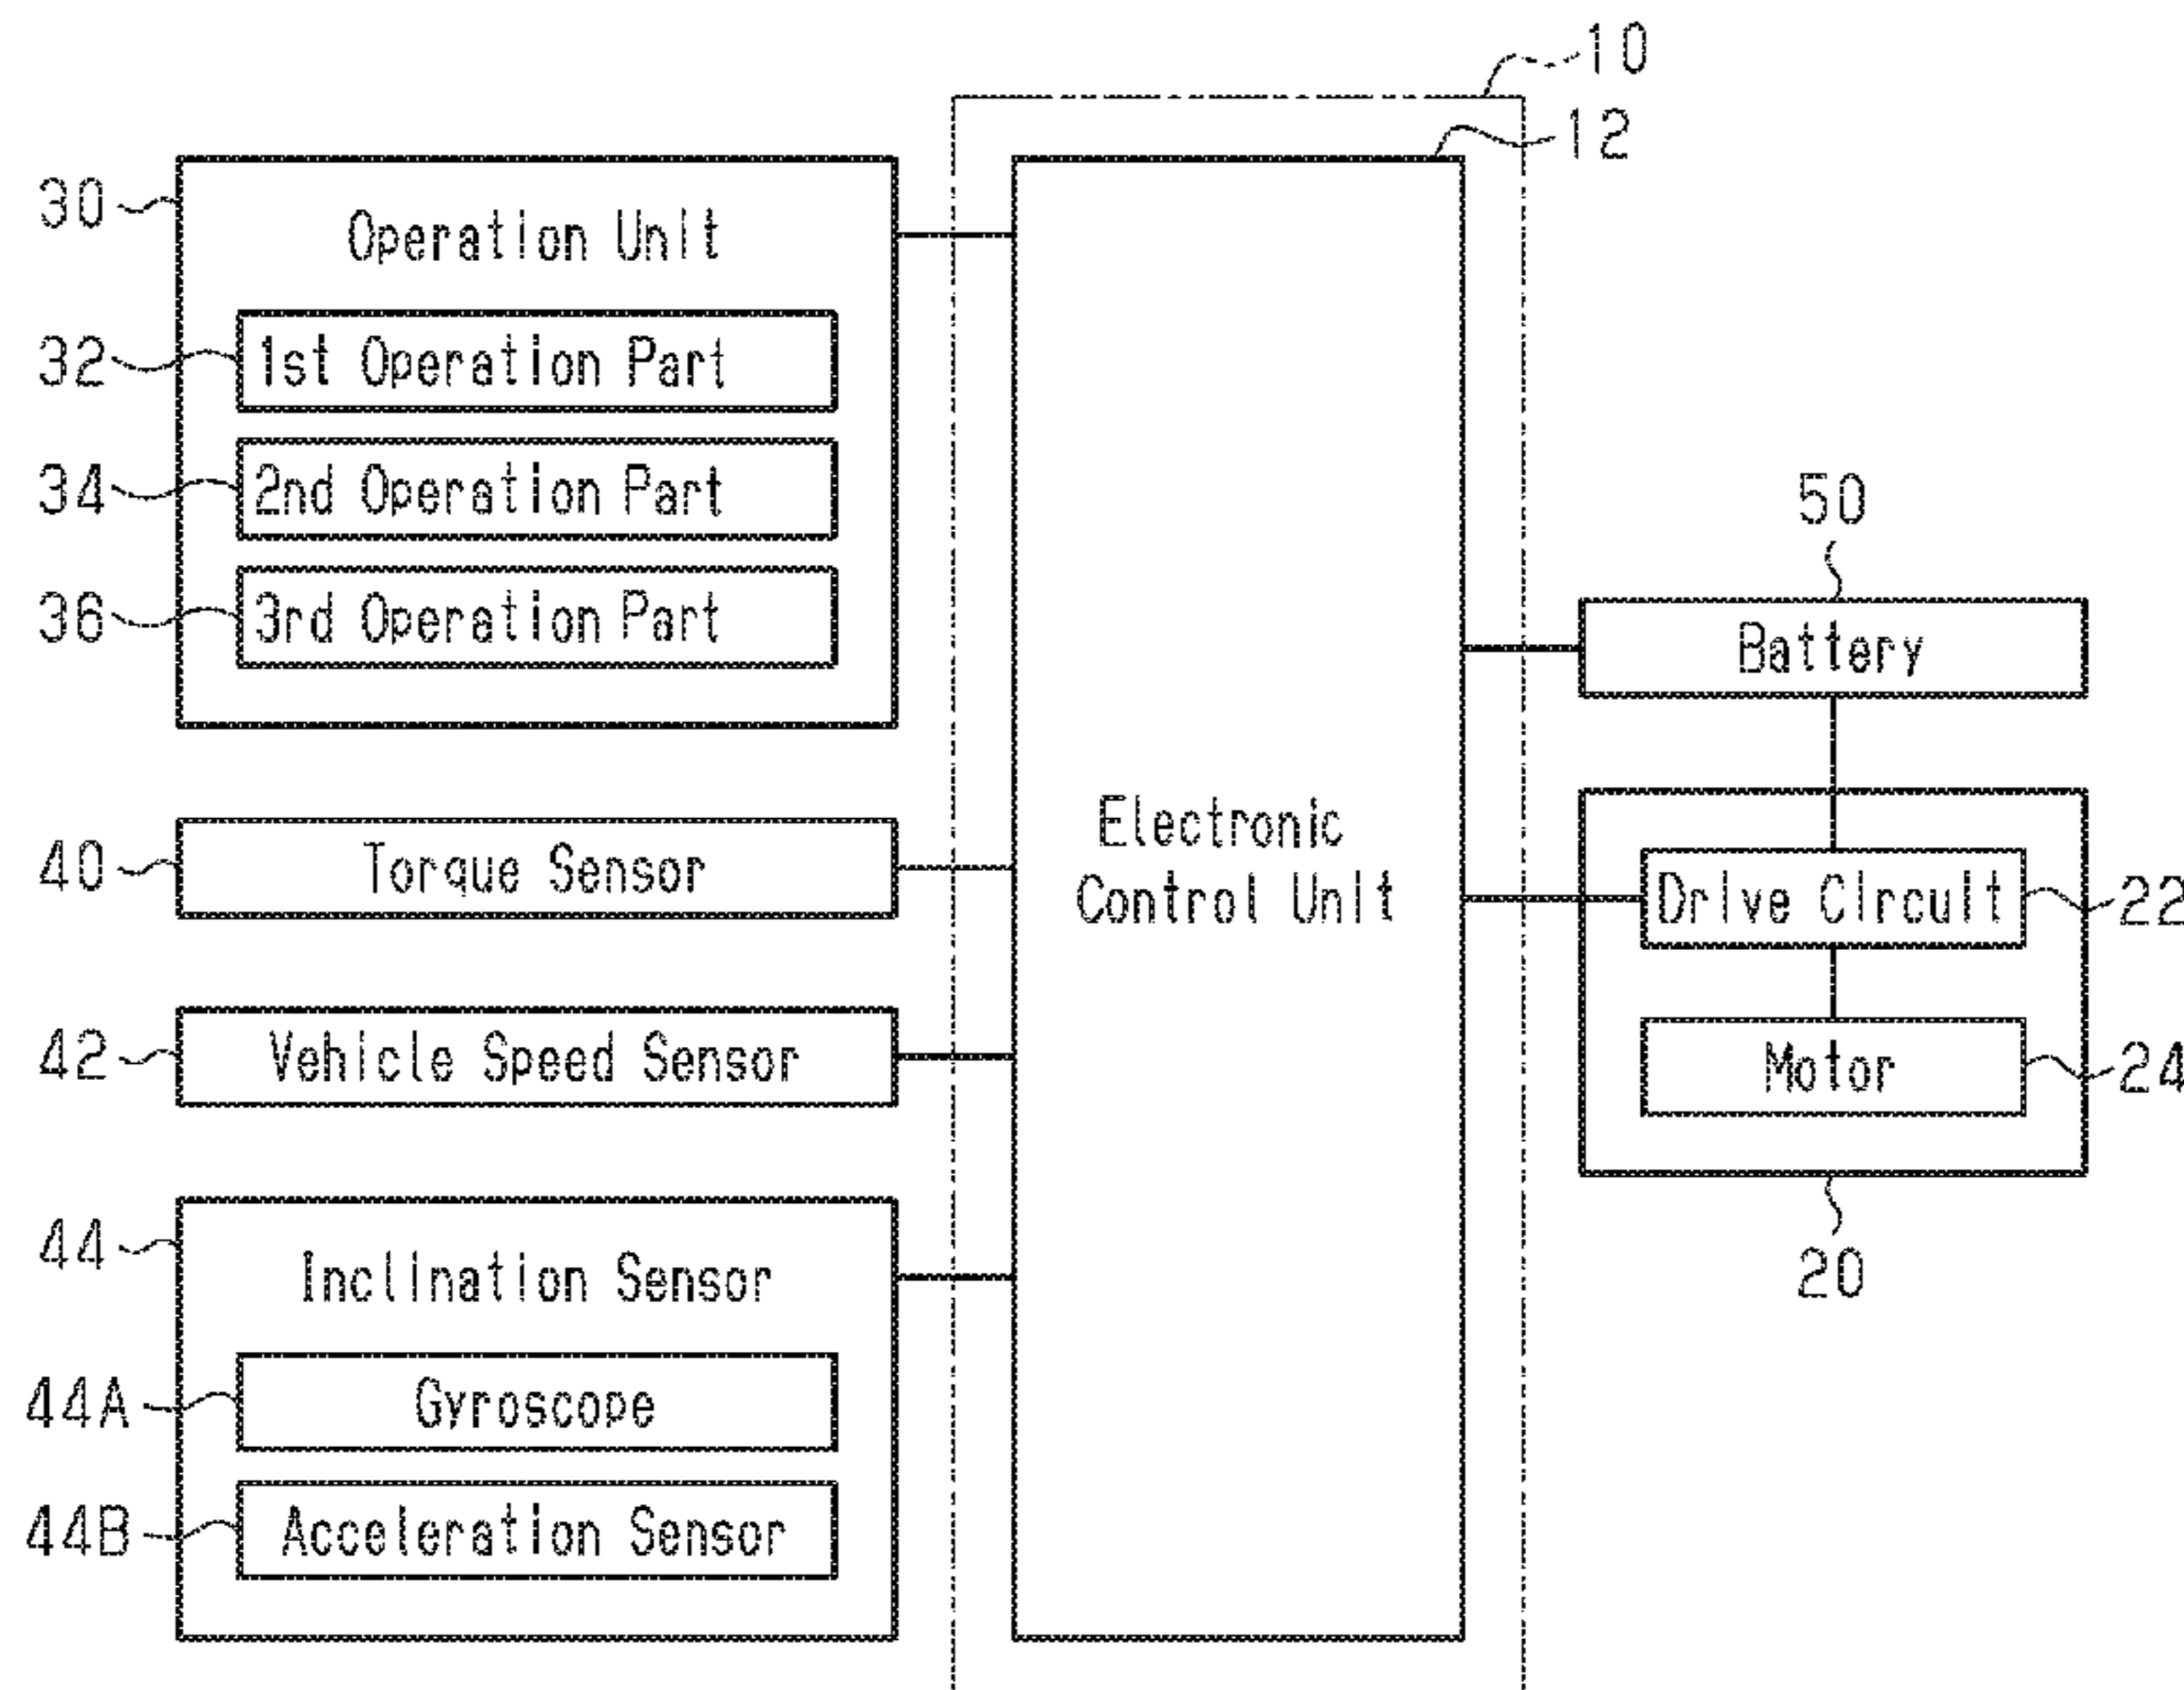 10
12
30
Operation Unit
32
1st Operation Part
34
2nd Operation Part
36
3rd Operation Part
50
Battery
40
Torque Sensor
Electronic
Control Unit
Drive Circuit
22
42
Vehicle Speed Sensor
Motor
24
20
44
Inclination Sensor
44A
Gyroscope
44B
Acceleration Sensor